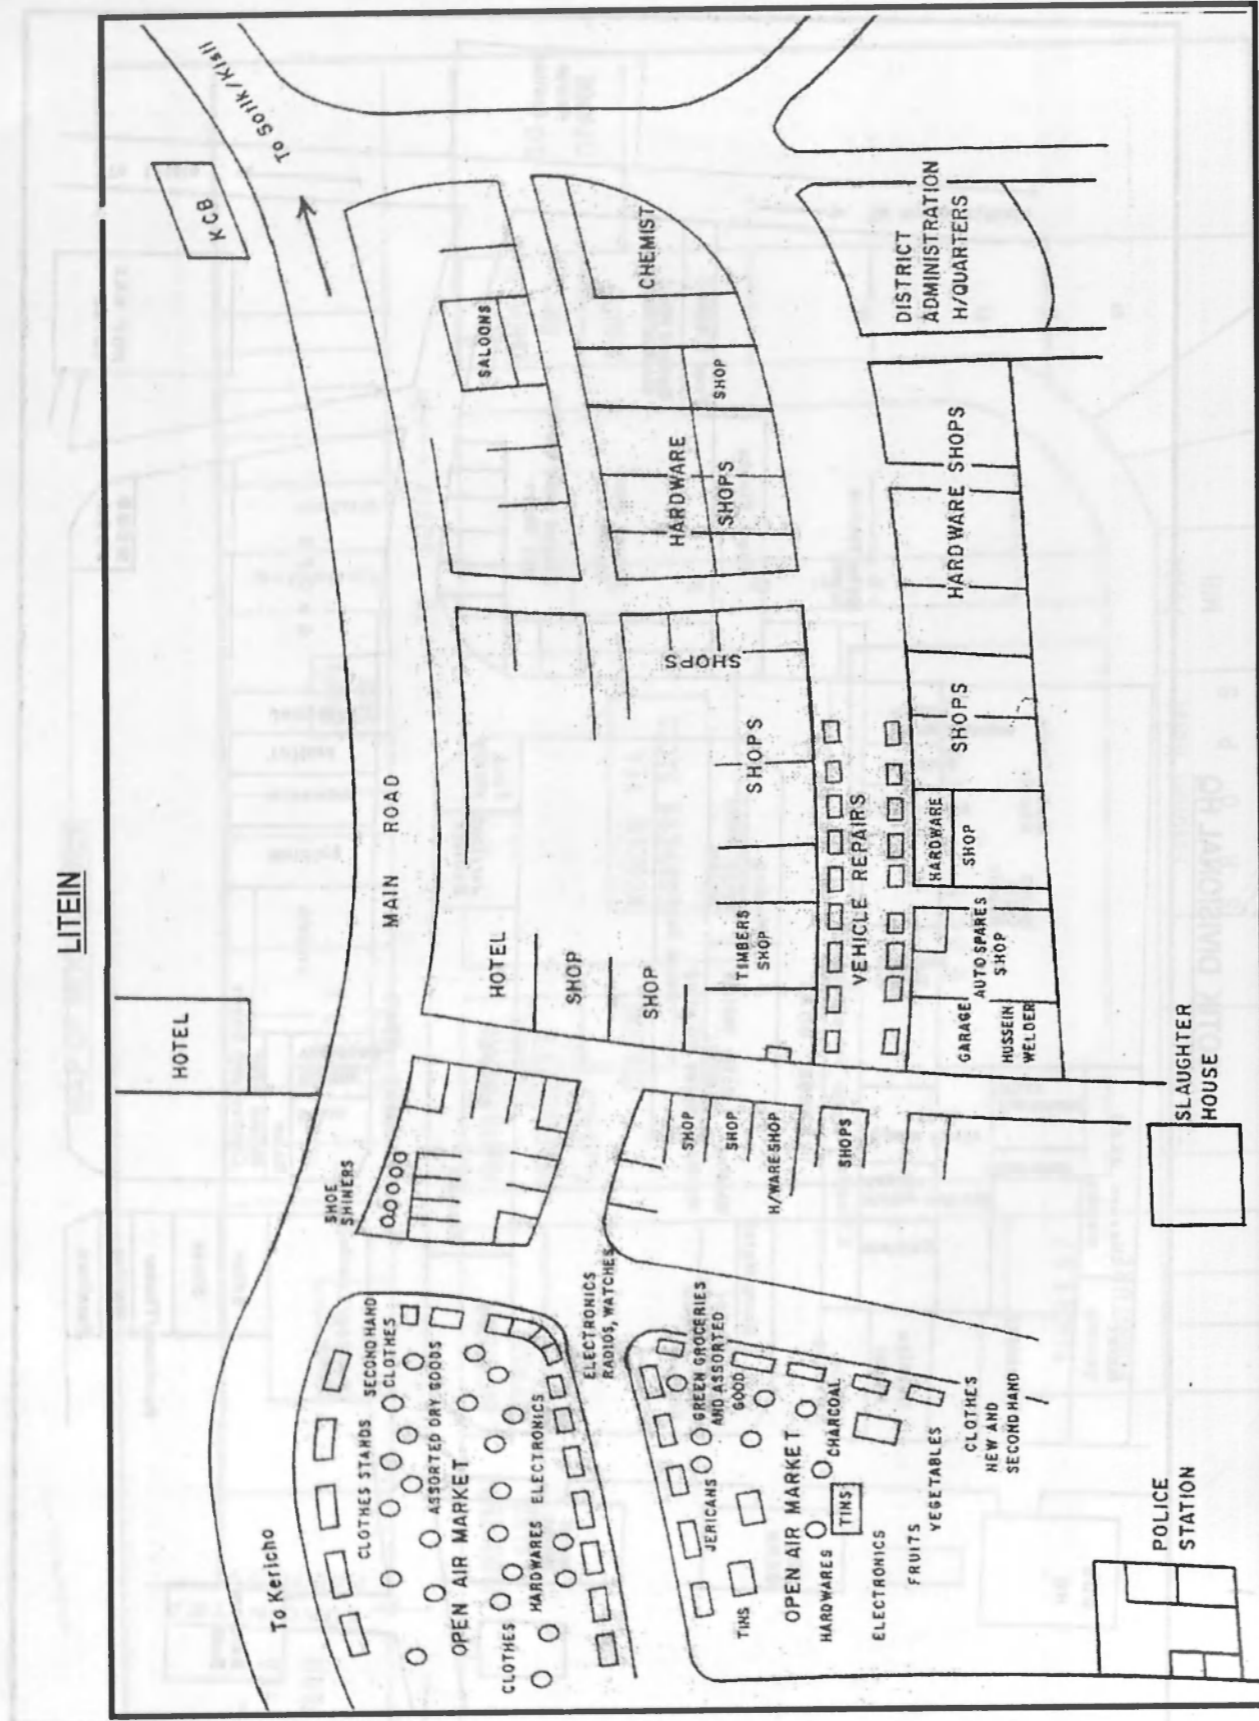 LITEIN
To Kericho
MAIN ROAD
To Sotik/Kisii
KCB
HOTEL
SHOE
SHINERS
CLOTHES STANDS
SECOND HAND
CLOTHES
ASSORTED DRY GOODS
OPEN AIR MARKET
CLOTHES
HARDWARES
ELECTRONICS
ELECTRONICS
RADIOS, WATCHES
JERICANS
GREEN GROCERIES
AND ASSORTED
GOOD
TINS
OPEN AIR MARKET
CHARCOAL
HARDWARES
TINS
ELECTRONICS
FRUITS
VEGETABLES
CLOTHES
NEW AND
SECOND HAND
POLICE
STATION
SHOP
SHOP
H/WARE SHOP
SHOPS
SLAUGHTER
HOUSE
HOTEL
SHOP
SHOP
TIMBERS
SHOP
SHOPS
SHOPS
VEHICLE REPAIRS
GARAGE
HUSSEIN
WELDER
AUTO SPARES
SHOP
HARDWARE
SHOP
SHOPS
HARDWARE SHOPS
SALOONS
HARDWARE
SHOPS
SHOP
CHEMIST
DISTRICT
ADMINISTRATION
H/QUARTERS